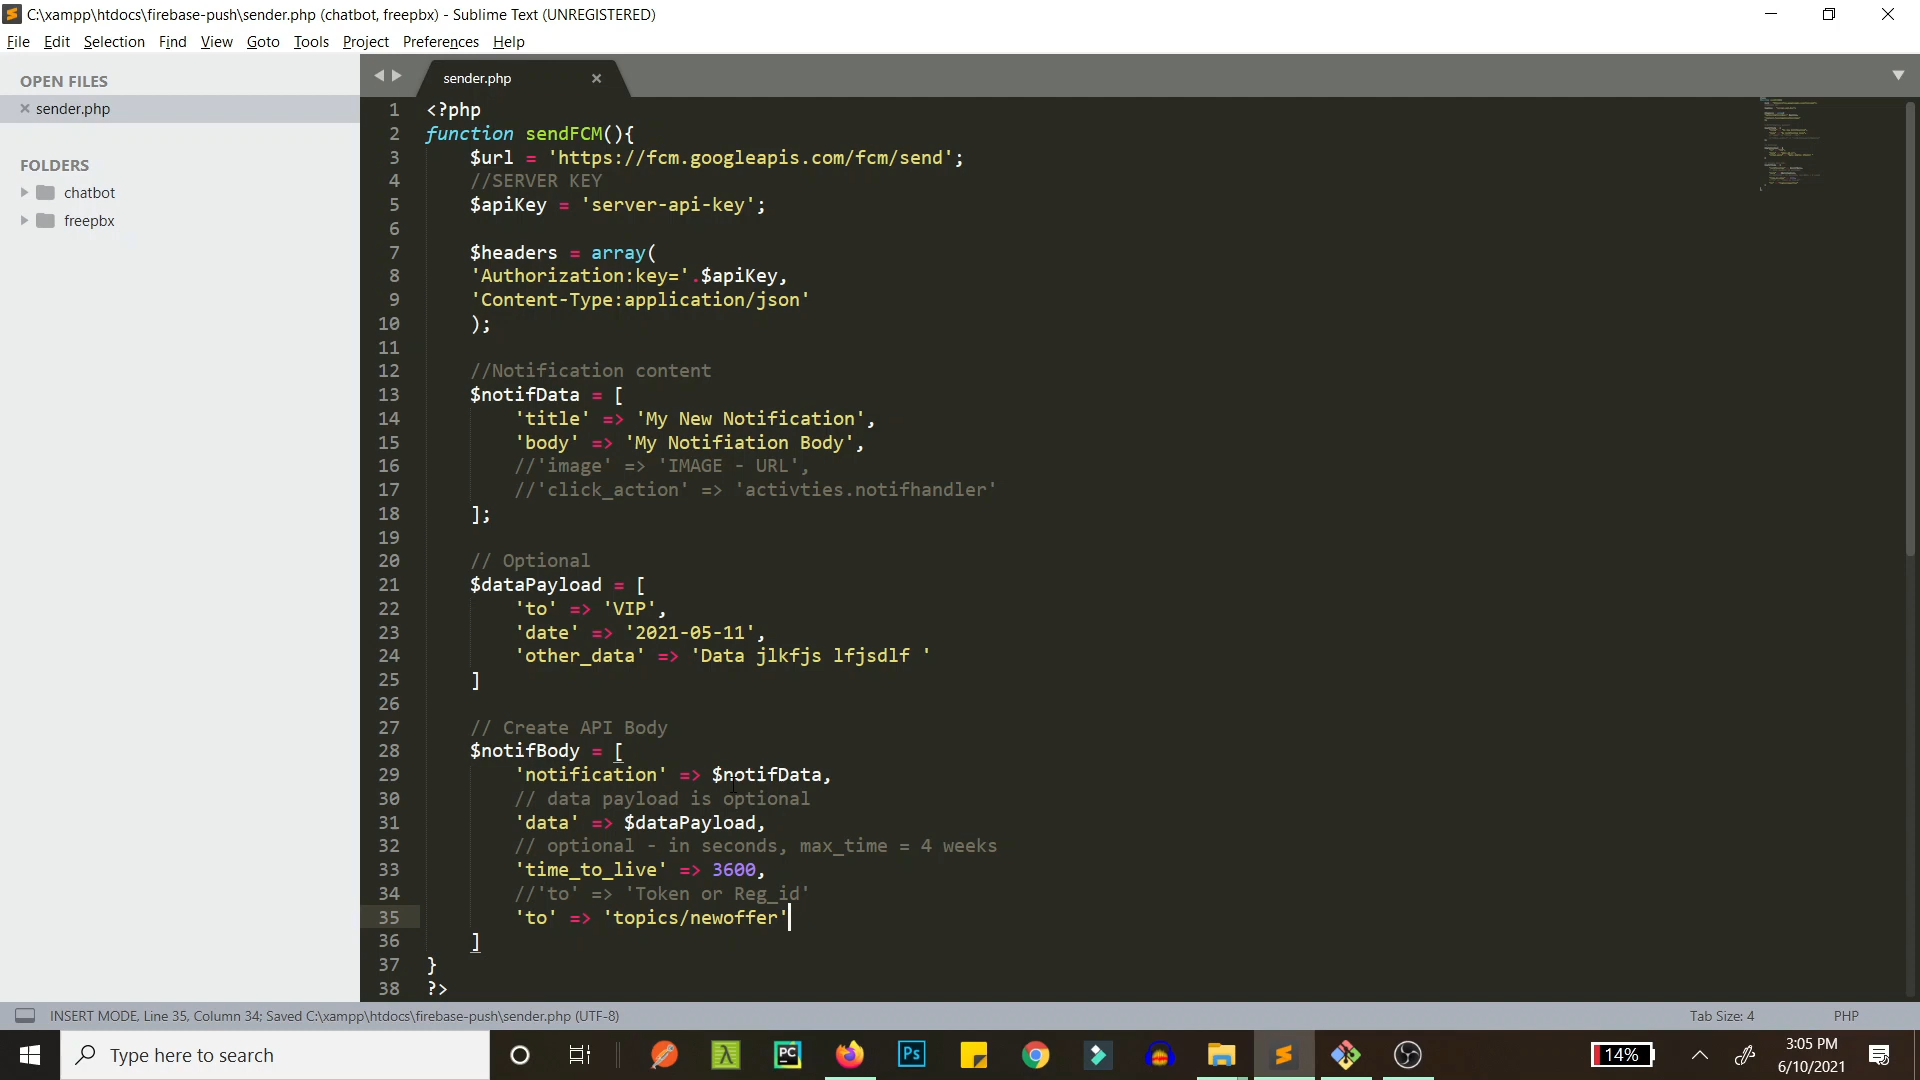 C:\xampp\htdocs\firebase-push\sender.php (chatbot, freepbx) - Sublime Text (UNREGISTERED)
File Edit Selection Find View Goto Tools Project Preferences Help
OPEN FILES
sender.php
FOLDERS
chatbot
freepbx
sender.php
1 <?php
2 function sendFCM(){
3 $url = 'https://fcm.googleapis.com/fcm/send';
4 //SERVER KEY
5 $apiKey = 'server-api-key';
6
7 $headers = array(
8 'Authorization:key='.$apiKey,
9 'Content-Type:application/json'
10 );
11
12 //Notification content
13 $notifData = [
14 'title' => 'My New Notification',
15 'body' => 'My Notifiation Body',
16 //'image' => 'IMAGE - URL',
17 //'click_action' => 'activties.notifhandler'
18 ];
19
20 // Optional
21 $dataPayload = [
22 'to' => 'VIP',
23 'date' => '2021-05-11',
24 'other_data' => 'Data jlkfjs lfjsdlf '
25 ]
26
27 // Create API Body
28 $notifBody = [
29 'notification' => $notifData,
30 // data payload is optional
31 'data' => $dataPayload,
32 // optional - in seconds, max_time = 4 weeks
33 'time_to_live' => 3600,
34 //'to' => 'Token or Reg_id'
35 'to' => 'topics/newoffer'
36 ]
37 }
38 ?>
INSERT MODE, Line 35, Column 34; Saved C:\xampp\htdocs\firebase-push\sender.php (UTF-8)
Tab Size: 4
PHP
Type here to search
PC
Ps
14%
3:05 PM
6/10/2021